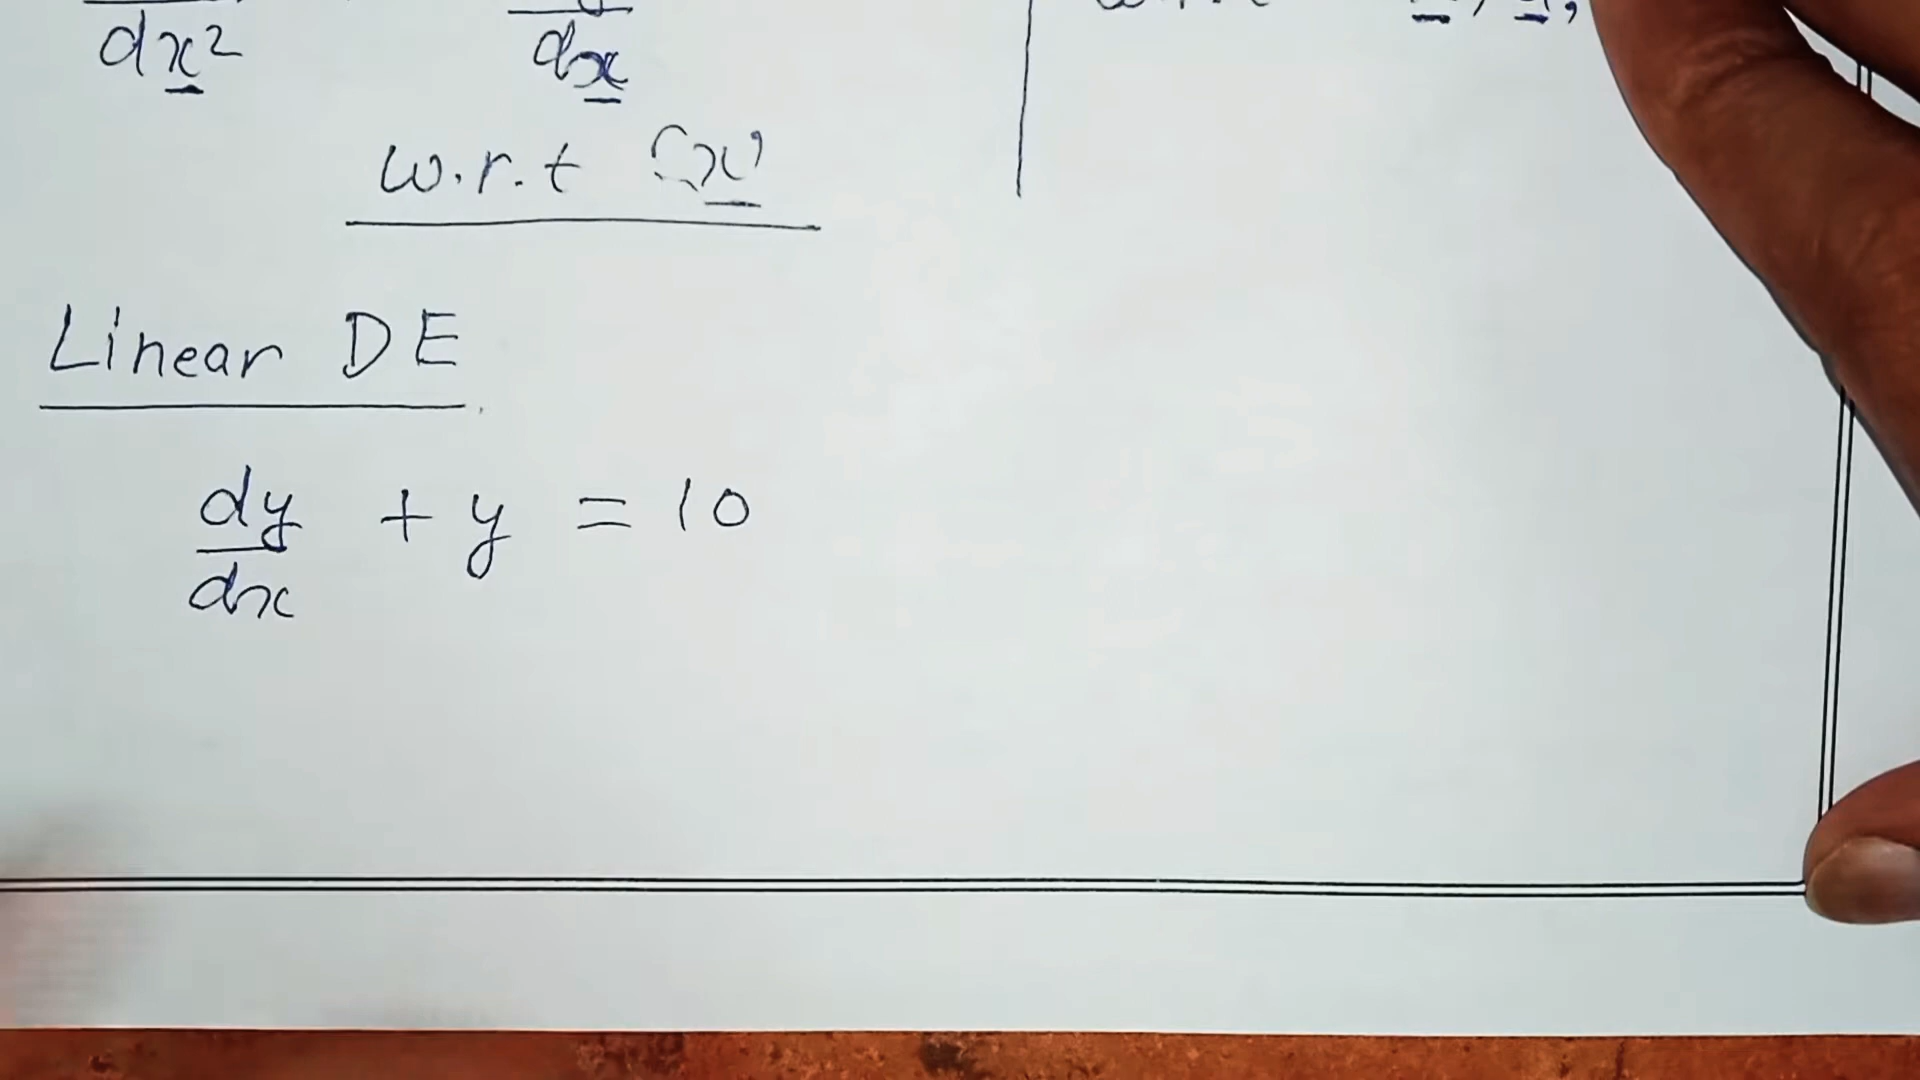 dx² dx
w.r.t ‘x’
Linear DE
dy/dx + y = 10